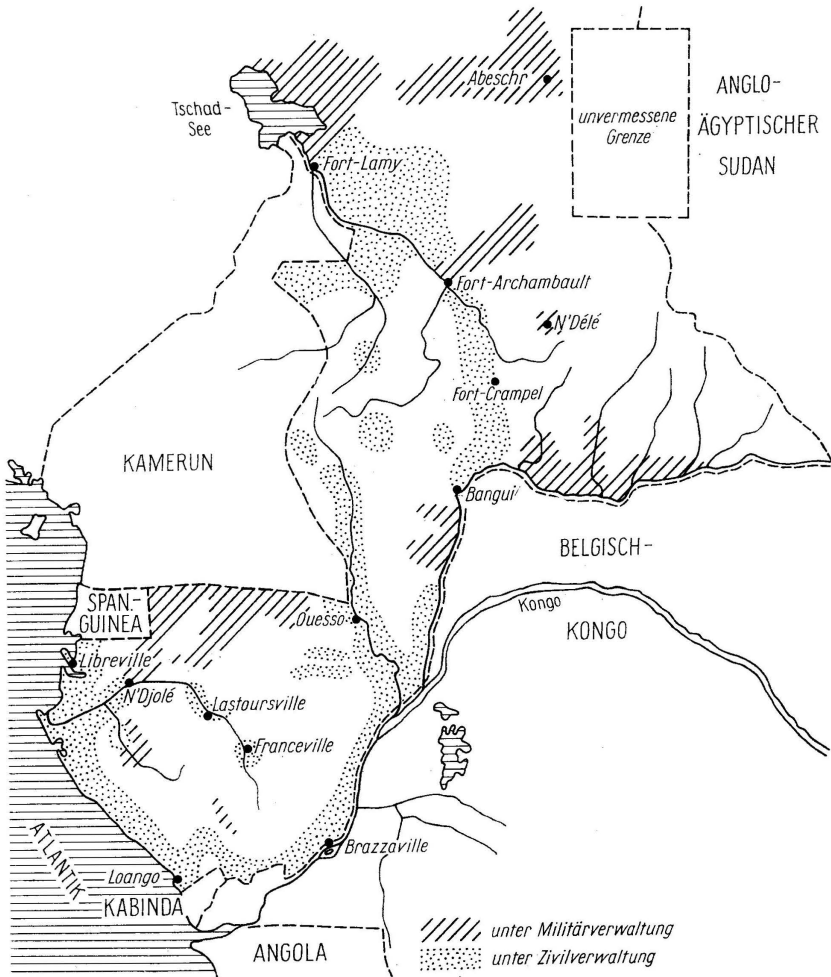 Abeschr
Tschad-
See
unvermessene
Grenze
ANGLO-
ÄGYPTISCHER
SUDAN
Fort-Lamy
Fort-Archambault
N'Délé
Fort-Crampel
KAMERUN
Bangui
BELGISCH-
KONGO
Kongo
SPAN.-
GUINEA
Ouesso
Libreville
N'Djolé
Lastoursville
Franceville
ATLANTIK
Brazzaville
Loango
KABINDA
ANGOLA
unter Militärverwaltung
unter Zivilverwaltung